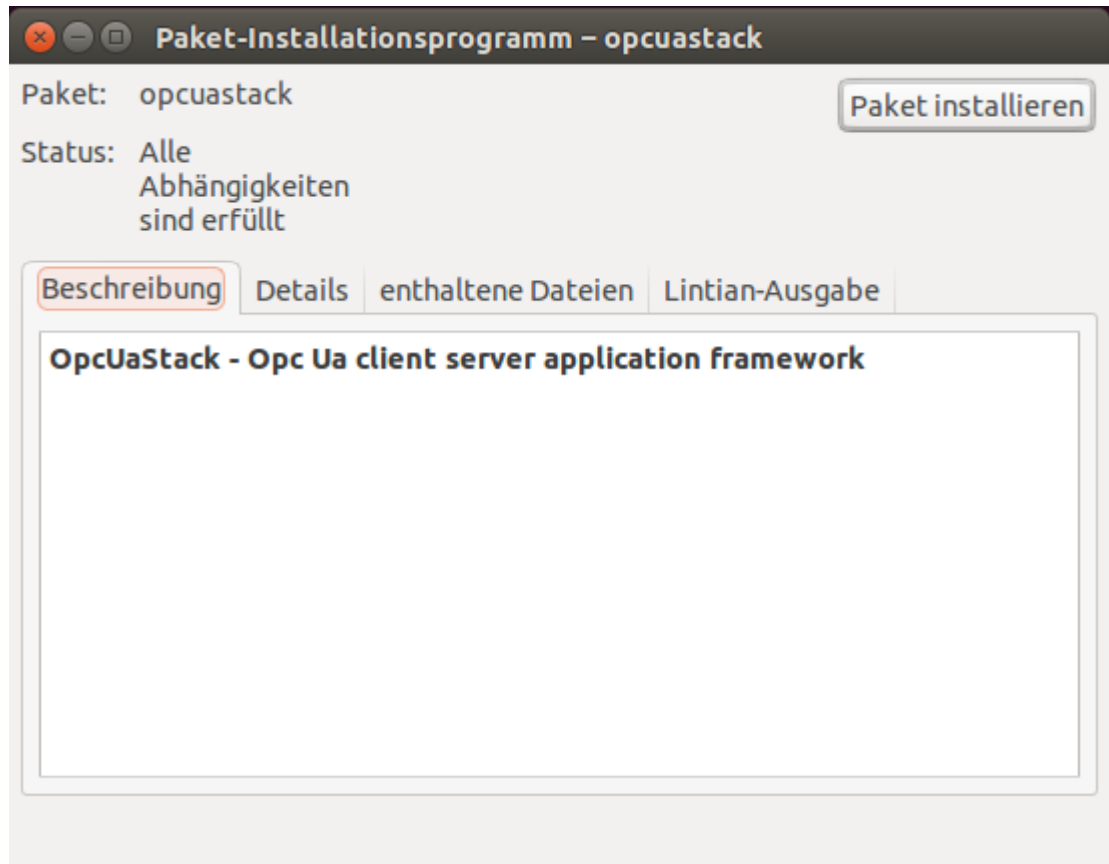 Paket-Installationsprogramm – opcuastack
Paket: opcuastack
Paket installieren
Status: Alle
Abhängigkeiten
sind erfüllt
Beschreibung Details enthaltene Dateien Lintian-Ausgabe
OpcUaStack - Opc Ua client server application framework